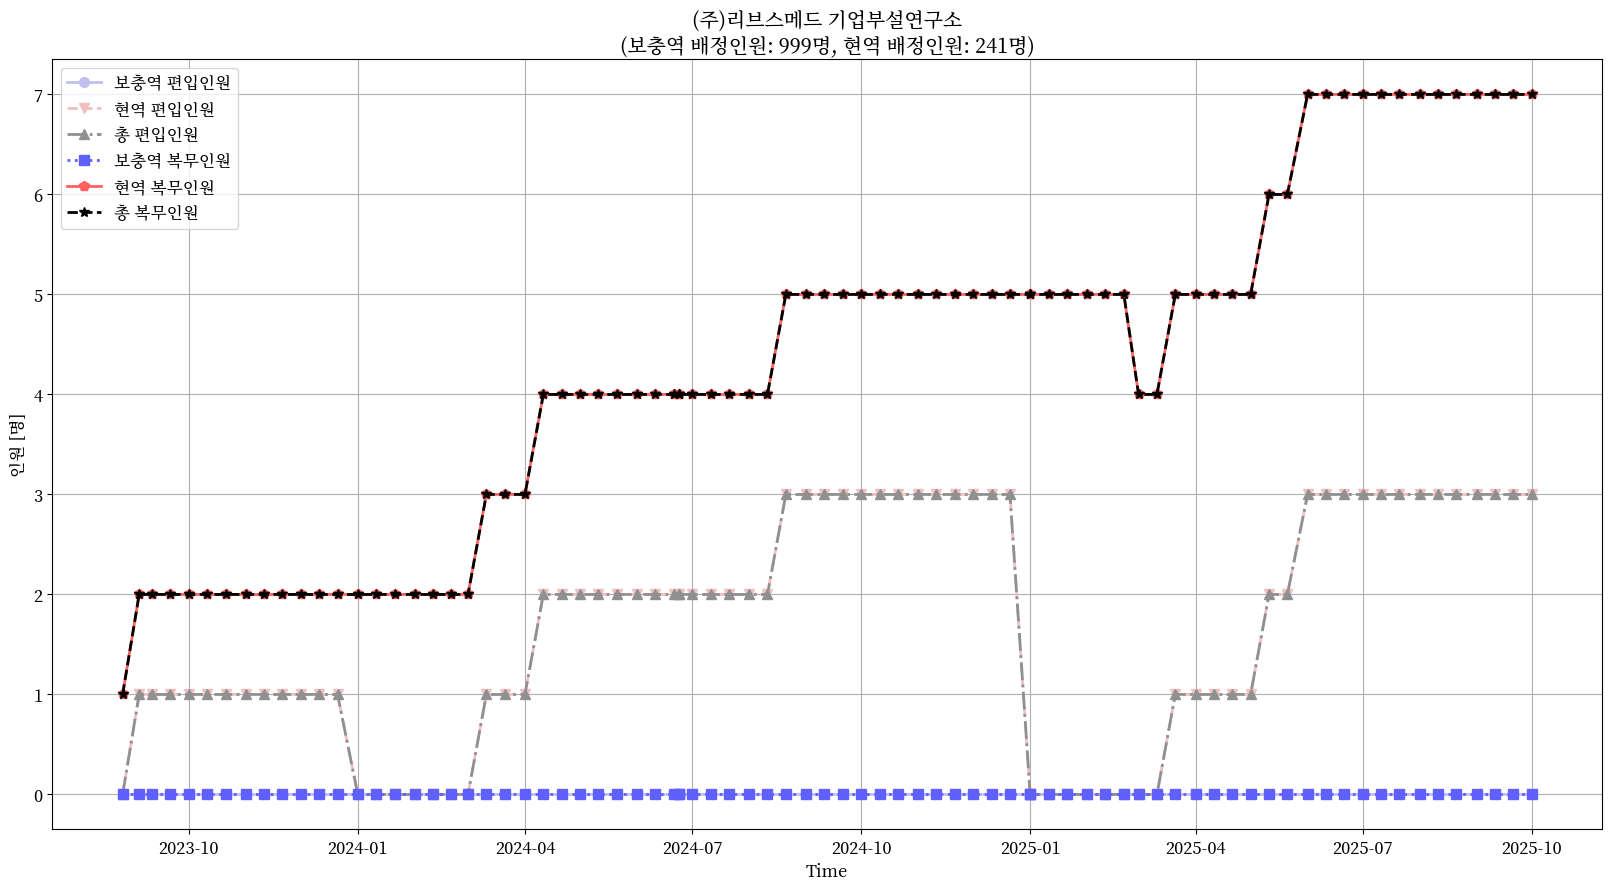 (주)리브스메드 기업부설연구소
(보충역 배정인원: 999명, 현역 배정인원: 241명)
보충역 편입인원
현역 편입인원
총 편입인원
보충역 복무인원
현역 복무인원
총 복무인원
인원 [명]
7
6
5
4
3
2
1
0
2023-10
2024-01
2024-04
2024-07
2024-10
2025-01
2025-04
2025-07
2025-10
Time